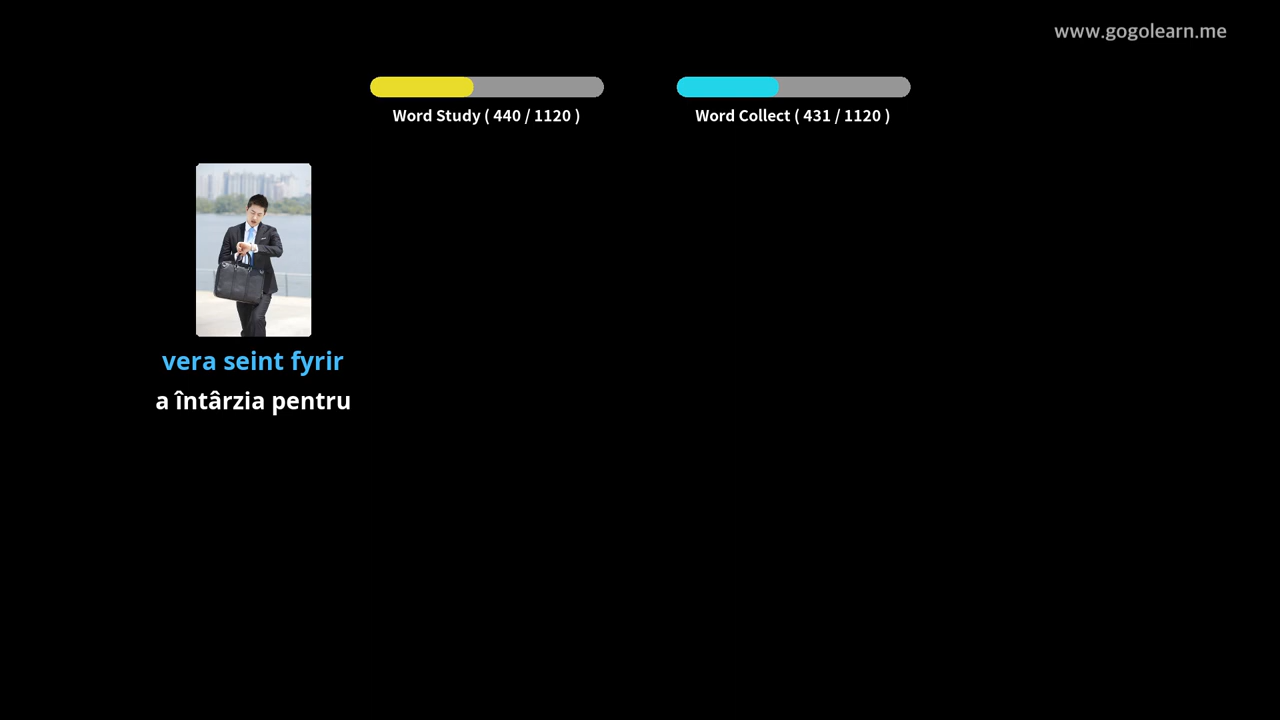 www.gogolearn.me
Word Study ( 440 / 1120 )
Word Collect ( 431 / 1120 )
vera seint fyrir
a întârzia pentru